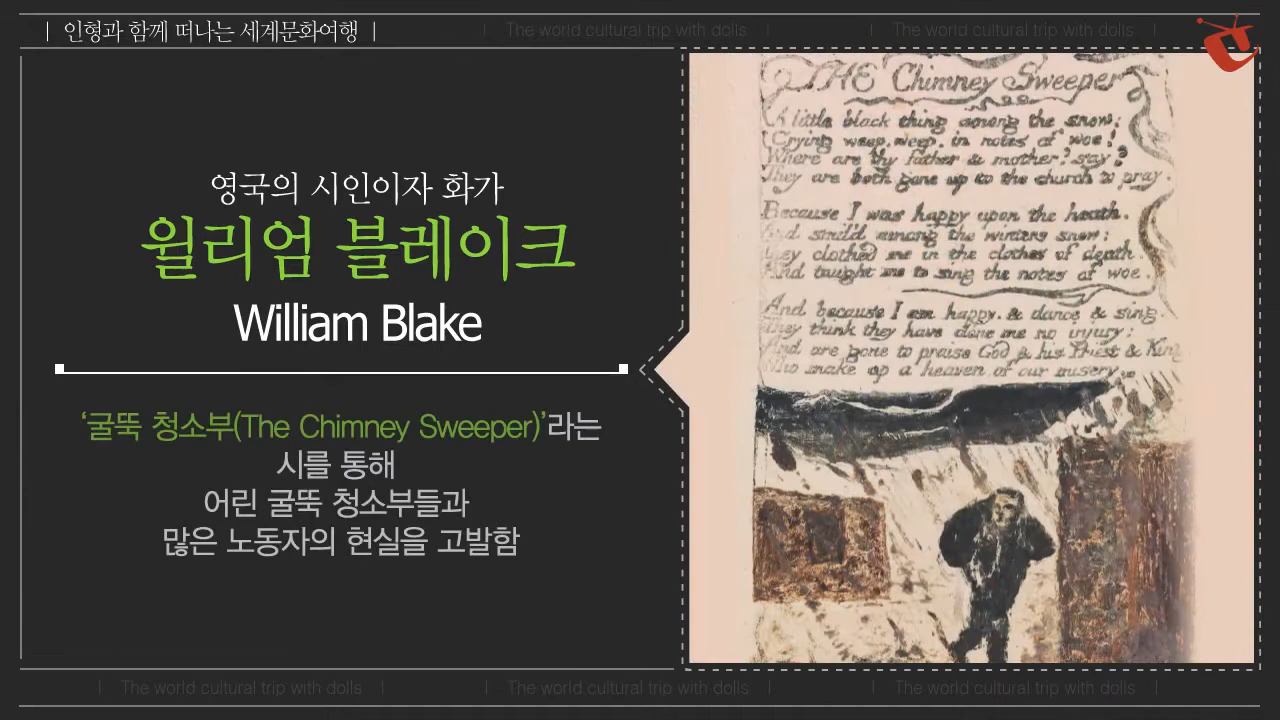 | 인형과 함께 떠나는 세계문화여행 |
| The world cultural trip with dolls |
| The world cultural trip with dolls |
영국의 시인이자 화가
윌리엄 블레이크
William Blake
‘굴뚝 청소부(The Chimney Sweeper)’라는
시를 통해
어린 굴뚝 청소부들과
많은 노동자의 현실을 고발함
THE Chimney Sweeper
A little black thing among the snow:
Crying weep, weep, in notes of woe!
Where are thy father & mother? say?
They are both gone up to the church to pray.
Because I was happy upon the heath.
And smil'd among the winters snow:
They clothed me in the clothes of death.
And taught me to sing the notes of woe.
And because I am happy. & dance & sing.
They think they have done me no injury:
And are gone to praise God & his Priest & King
Who make up a heaven of our misery.
| The world cultural trip with dolls |
| The world cultural trip with dolls |
| The world cultural trip with dolls |